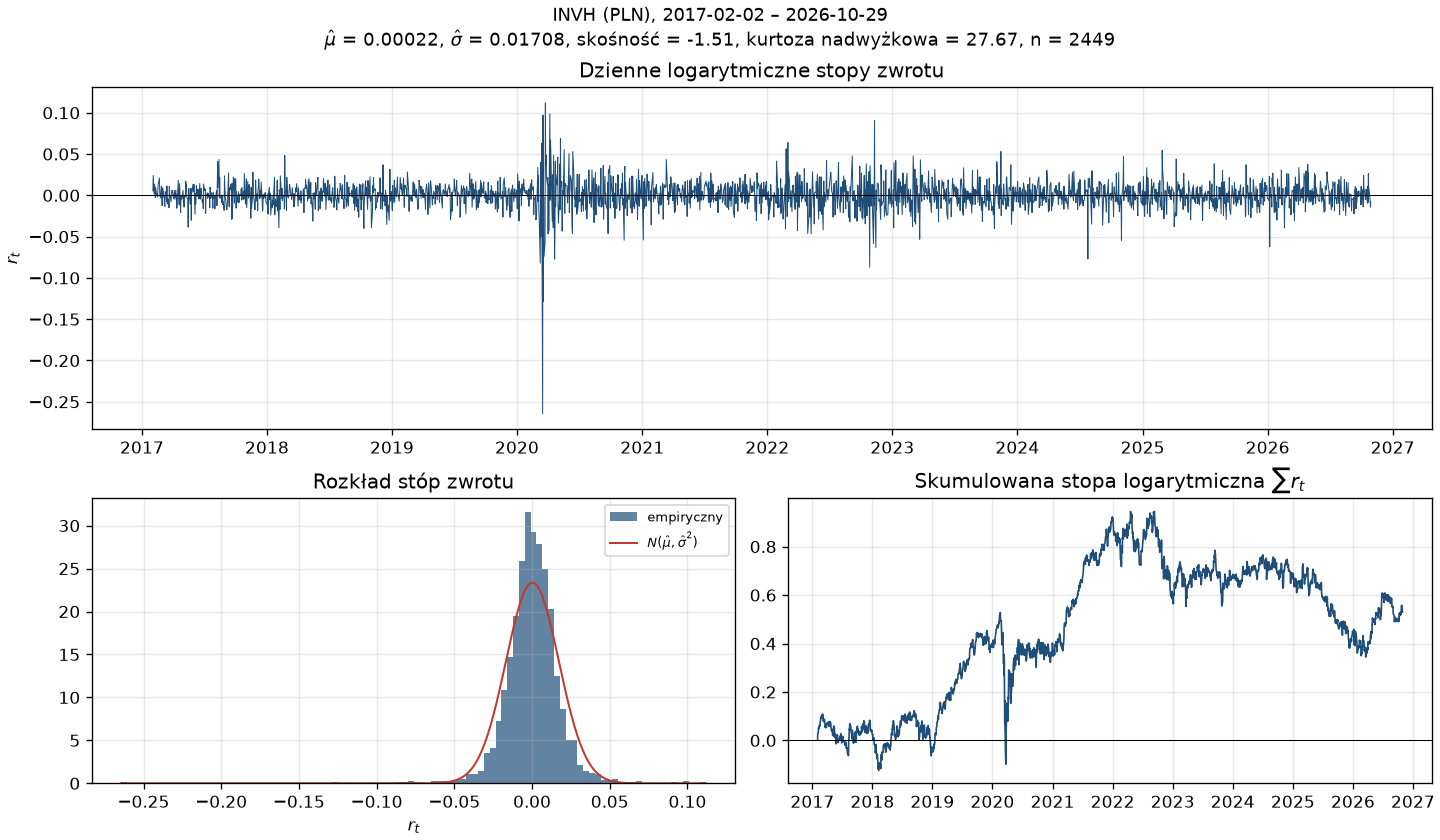 INVH (PLN), 2017-02-02 – 2026-10-29
μ̂ = 0.00022, σ̂ = 0.01708, skośność = -1.51, kurtoza nadwyżkowa = 27.67, n = 2449
Dzienne logarytmiczne stopy zwrotu
0.10
0.05
0.00
−0.05
−0.10
−0.15
−0.20
−0.25
r_t
2017 2018 2019 2020 2021 2022 2023 2024 2025 2026 2027
Rozkład stóp zwrotu
empiryczny
N(μ̂, σ̂²)
30
25
20
15
10
5
0
−0.25 −0.20 −0.15 −0.10 −0.05 0.00 0.05 0.10
r_t
Skumulowana stopa logarytmiczna ∑r_t
0.8
0.6
0.4
0.2
0.0
2017 2018 2019 2020 2021 2022 2023 2024 2025 2026 2027